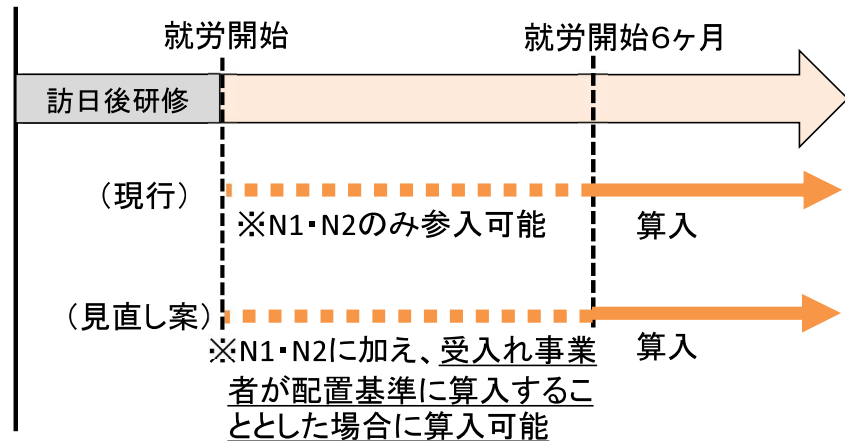 就労開始
就労開始6ヶ月
訪日後研修
（現行）
※N1・N2のみ参入可能
算入
（見直し案）
※N1・N2に加え、受入れ事業
者が配置基準に算入するこ
ととした場合に算入可能
算入